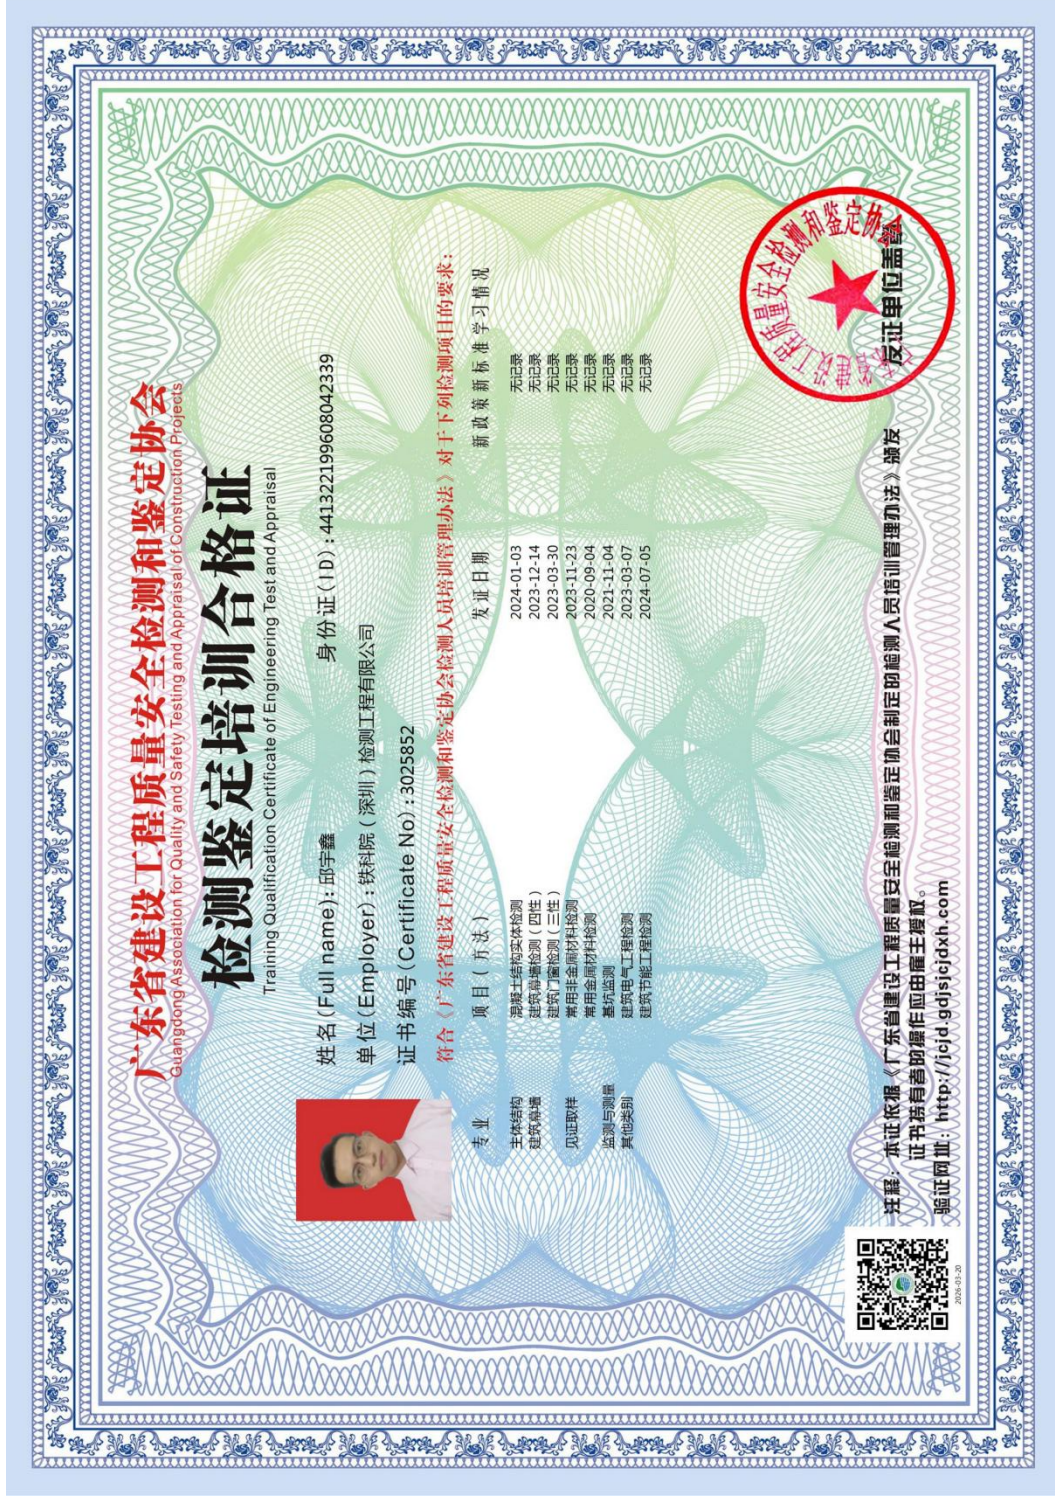 广东省建设工程质量安全检测和鉴定协会
Guangdong Association for Quality and Safety Testing and Appraisal of Construction Projects
检测鉴定培训合格证
Training Qualification Certificate of Engineering Test and Appraisal
姓名(Full name): 邱宇鑫 身份证(ID): 441322199608042339
单位(Employer): 铁科院（深圳）检测工程有限公司
证书编号(Certificate No): 3025852
符合《广东省建设工程质量安全检测和鉴定协会检测人员培训管理办法》对于下列检测项目的要求:
专业 项目(方法) 发证日期 新政策新标准学习情况
主体结构 混凝土结构实体检测 2024-01-03 无记录
建筑幕墙 建筑幕墙检测（四性） 2023-12-14 无记录
建筑门窗检测（三性） 2023-03-30 无记录
见证取样 常用非金属材料检测 2023-11-23 无记录
常用金属材料检测 2020-09-04 无记录
监测与测量 基坑监测 2021-11-04 无记录
其他类别 建筑电气工程检测 2023-03-07 无记录
建筑节能工程检测 2024-07-05 无记录
广东省建设工程质量安全检测和鉴定协会
发证单位盖章
注释: 本证依据《广东省建设工程质量安全检测和鉴定协会制定的检测人员培训管理办法》颁发
证书持有者的操作应由雇主授权。
验证网址: http://jcjd.gdjsjcjdxh.com
2026-03-20